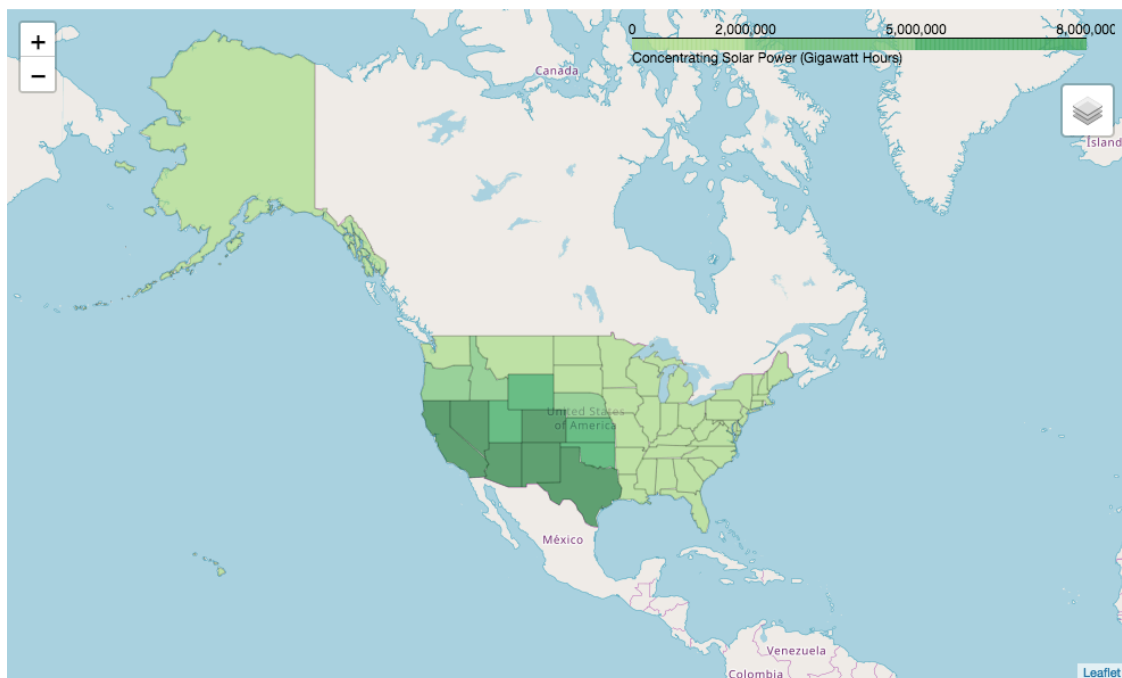 +
−
0 2,000,000 5,000,000 8,000,000
Concentrating Solar Power (Gigawatt Hours)
Canada
Ísland
United States
of America
México
Venezuela
Colombia
Leaflet